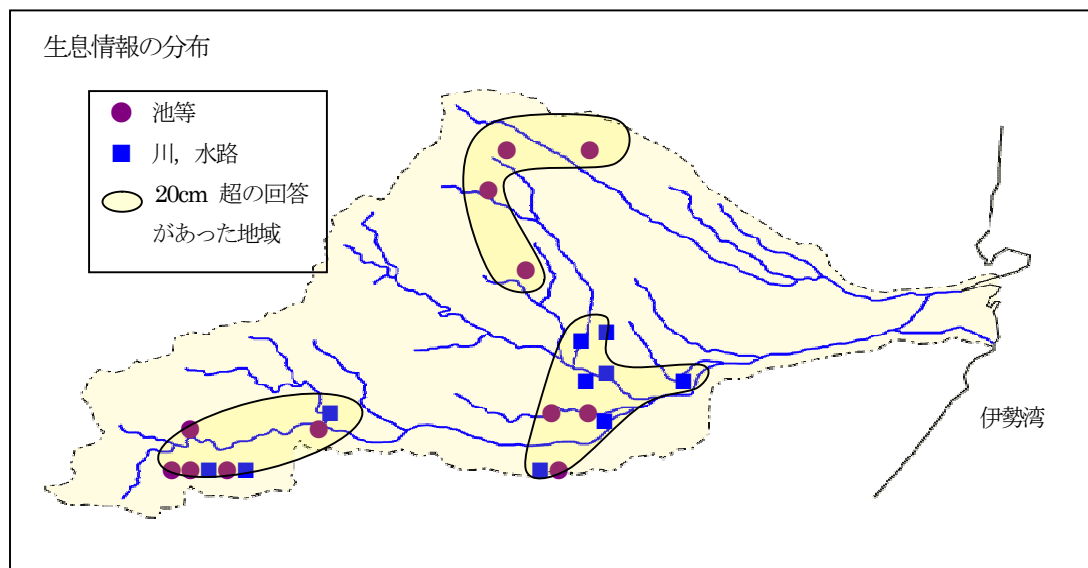 生息情報の分布
池等
川，水路
20cm 超の回答
があった地域
伊勢湾